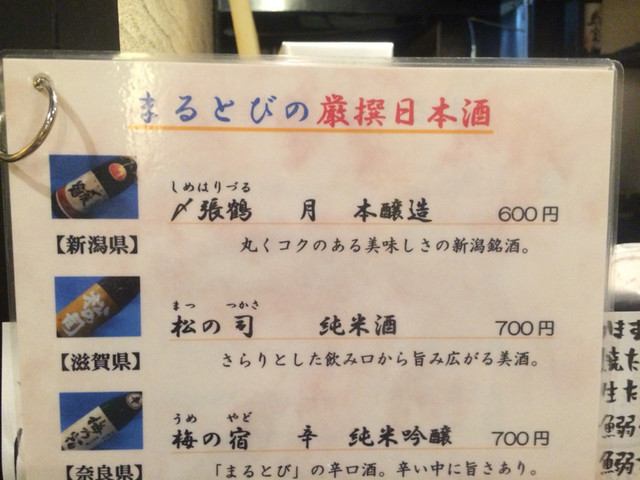 まるとびの厳撰日本酒
しめはりづる
〆張鶴 月 本醸造 600円
【新潟県】 丸くコクのある美味しさの新潟銘酒。
まつ つかさ
松の司 純米酒 700円
【滋賀県】 さらりとした飲み口から旨み広がる美酒。
うめ やど
梅の宿 辛 純米吟醸 700円
【奈良県】 「まるとび」の辛口酒。辛い中に旨さあり。